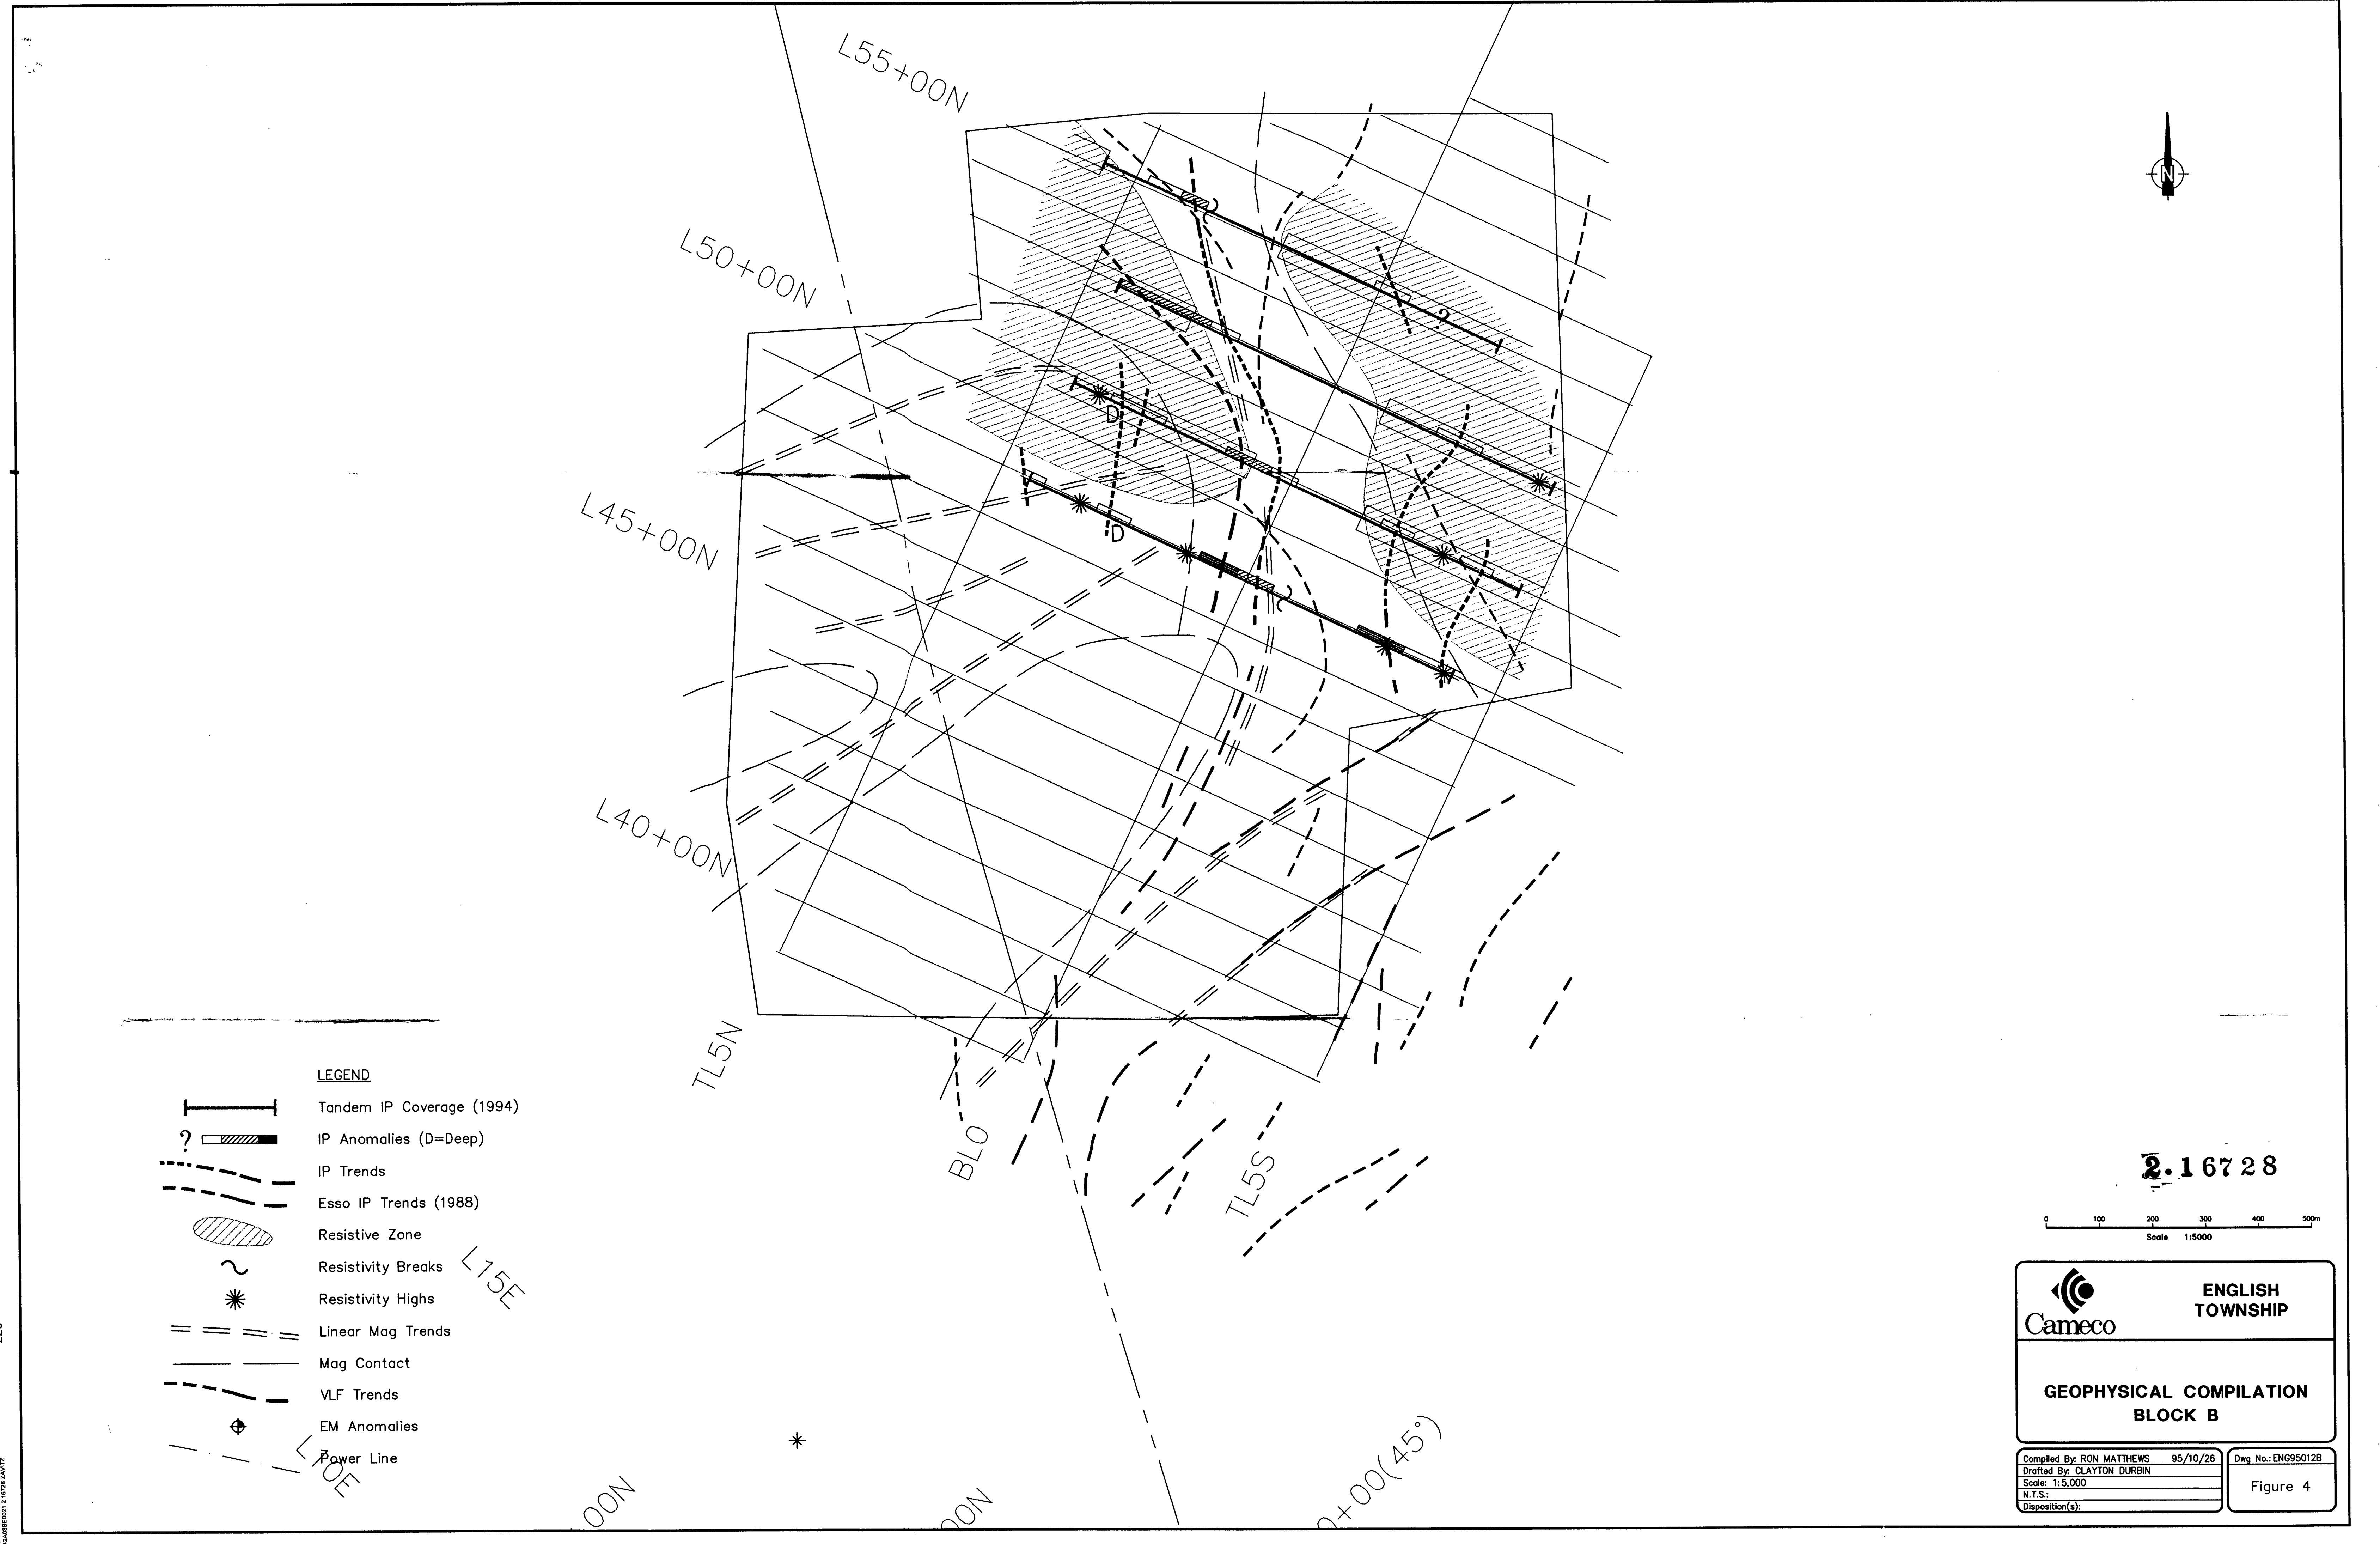 L55+00N
N
L50+00N
?
D
L45+00N
D
L40+00N
TL5N
BL0
TL5S
LEGEND
Tandem IP Coverage (1994)
? IP Anomalies (D=Deep)
IP Trends
Esso IP Trends (1988)
Resistive Zone
Resistivity Breaks
L15E
Resistivity Highs
Linear Mag Trends
Mag Contact
VLF Trends
EM Anomalies
Power Line
L10E
00N
00N
0+00(45°)
2.16728
0 100 200 300 400 500m
Scale 1:5000
Cameco
ENGLISH
TOWNSHIP
GEOPHYSICAL COMPILATION
BLOCK B
Compiled By: RON MATTHEWS 95/10/26
Drafted By: CLAYTON DURBIN
Scale: 1:5,000
N.T.S.:
Disposition(s):
Dwg No.: ENG95012B
Figure 4